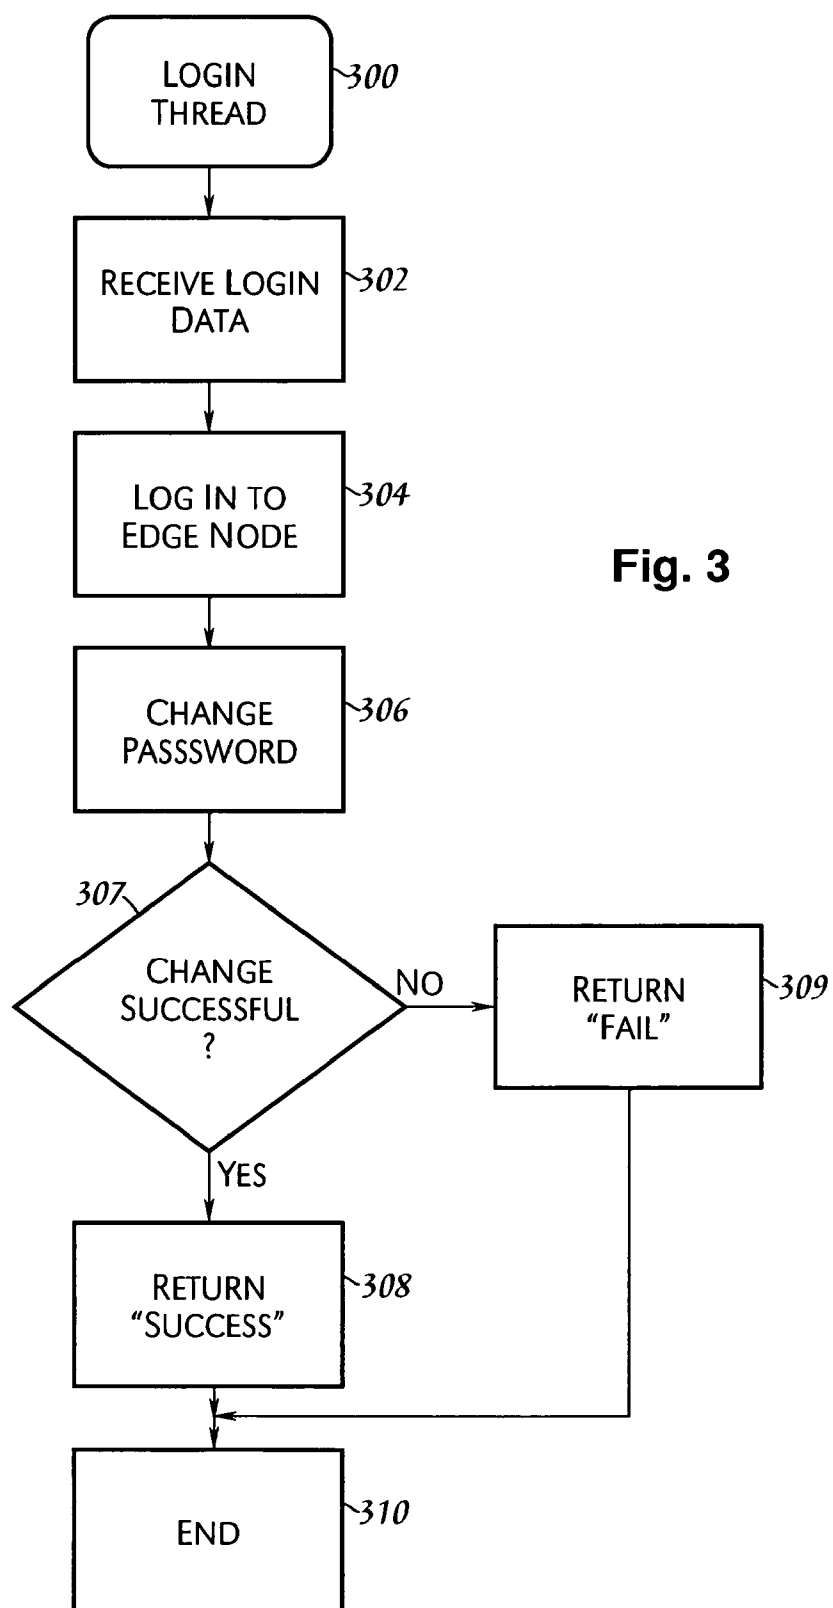 LOGIN
THREAD
300
RECEIVE LOGIN
DATA
302
LOG IN TO
EDGE NODE
304
Fig. 3
CHANGE
PASSSWORD
306
307
CHANGE
SUCCESSFUL
?
NO
RETURN
“FAIL”
309
YES
RETURN
“SUCCESS”
308
END
310